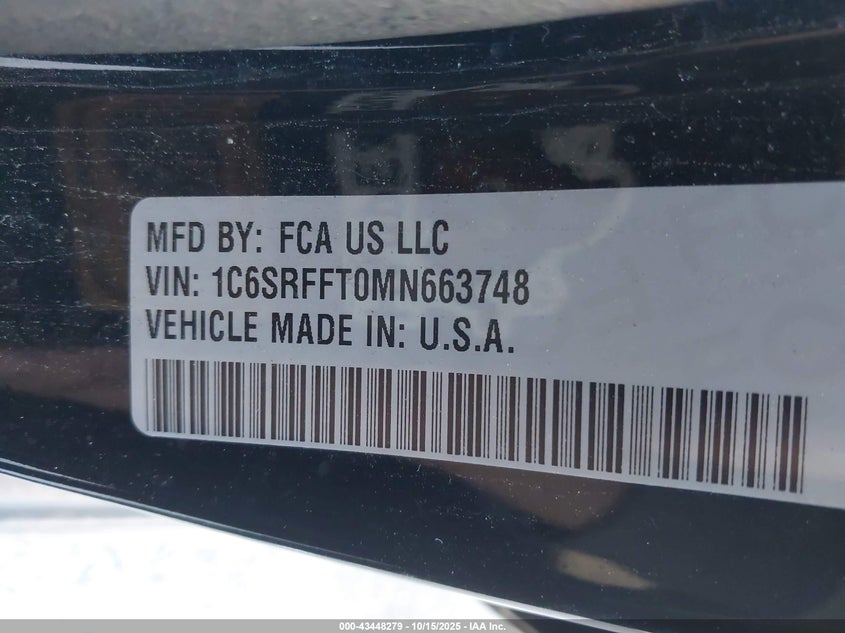 MFD BY: FCA US LLC
VIN: 1C6SRFFT0MN663748
VEHICLE MADE IN: U.S.A.
000-43448279 - 10/15/2025 - IAA Inc.